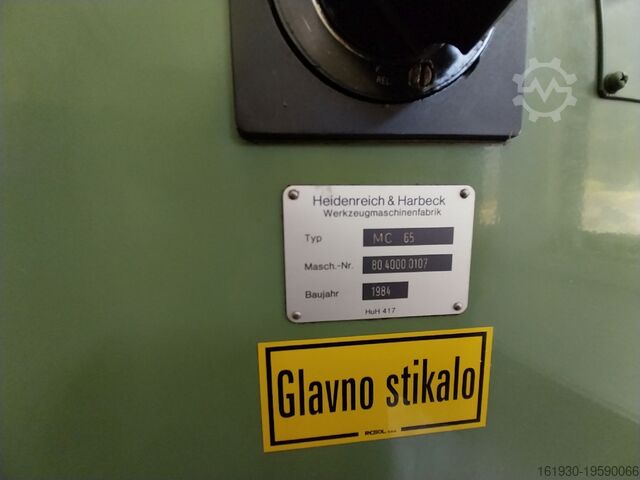 REL
Heidenreich & Harbeck
Werkzeugmaschinenfabrik
Typ MC 65
Masch.-Nr. 80 4000 0107
Baujahr 1984
HuH 417
Glavno stikalo
161930-19590066